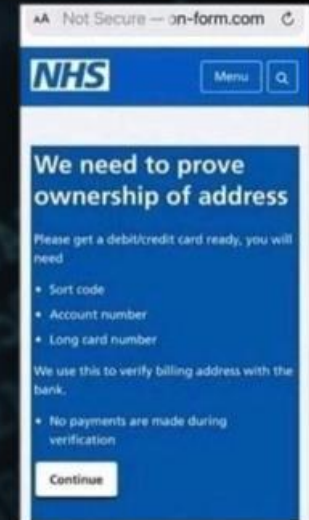 AA Not Secure — on-form.com
NHS
Menu
We need to prove
ownership of address
Please get a debit/credit card ready, you will
need
• Sort code
• Account number
• Long card number
We use this to verify billing address with the
bank.
• No payments are made during
verification
Continue